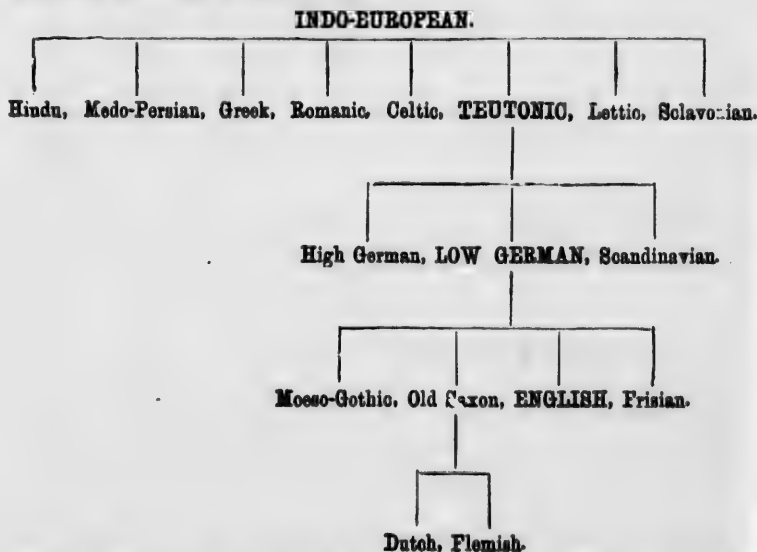 INDO-EUROPEAN.
Hindu, Medo-Persian, Greek, Romanic, Celtic, TEUTONIC, Lettic, Sclavonian.
High German, LOW GERMAN, Scandinavian.
Moeso-Gothic, Old Saxon, ENGLISH, Frisian.
Dutch, Flemish.